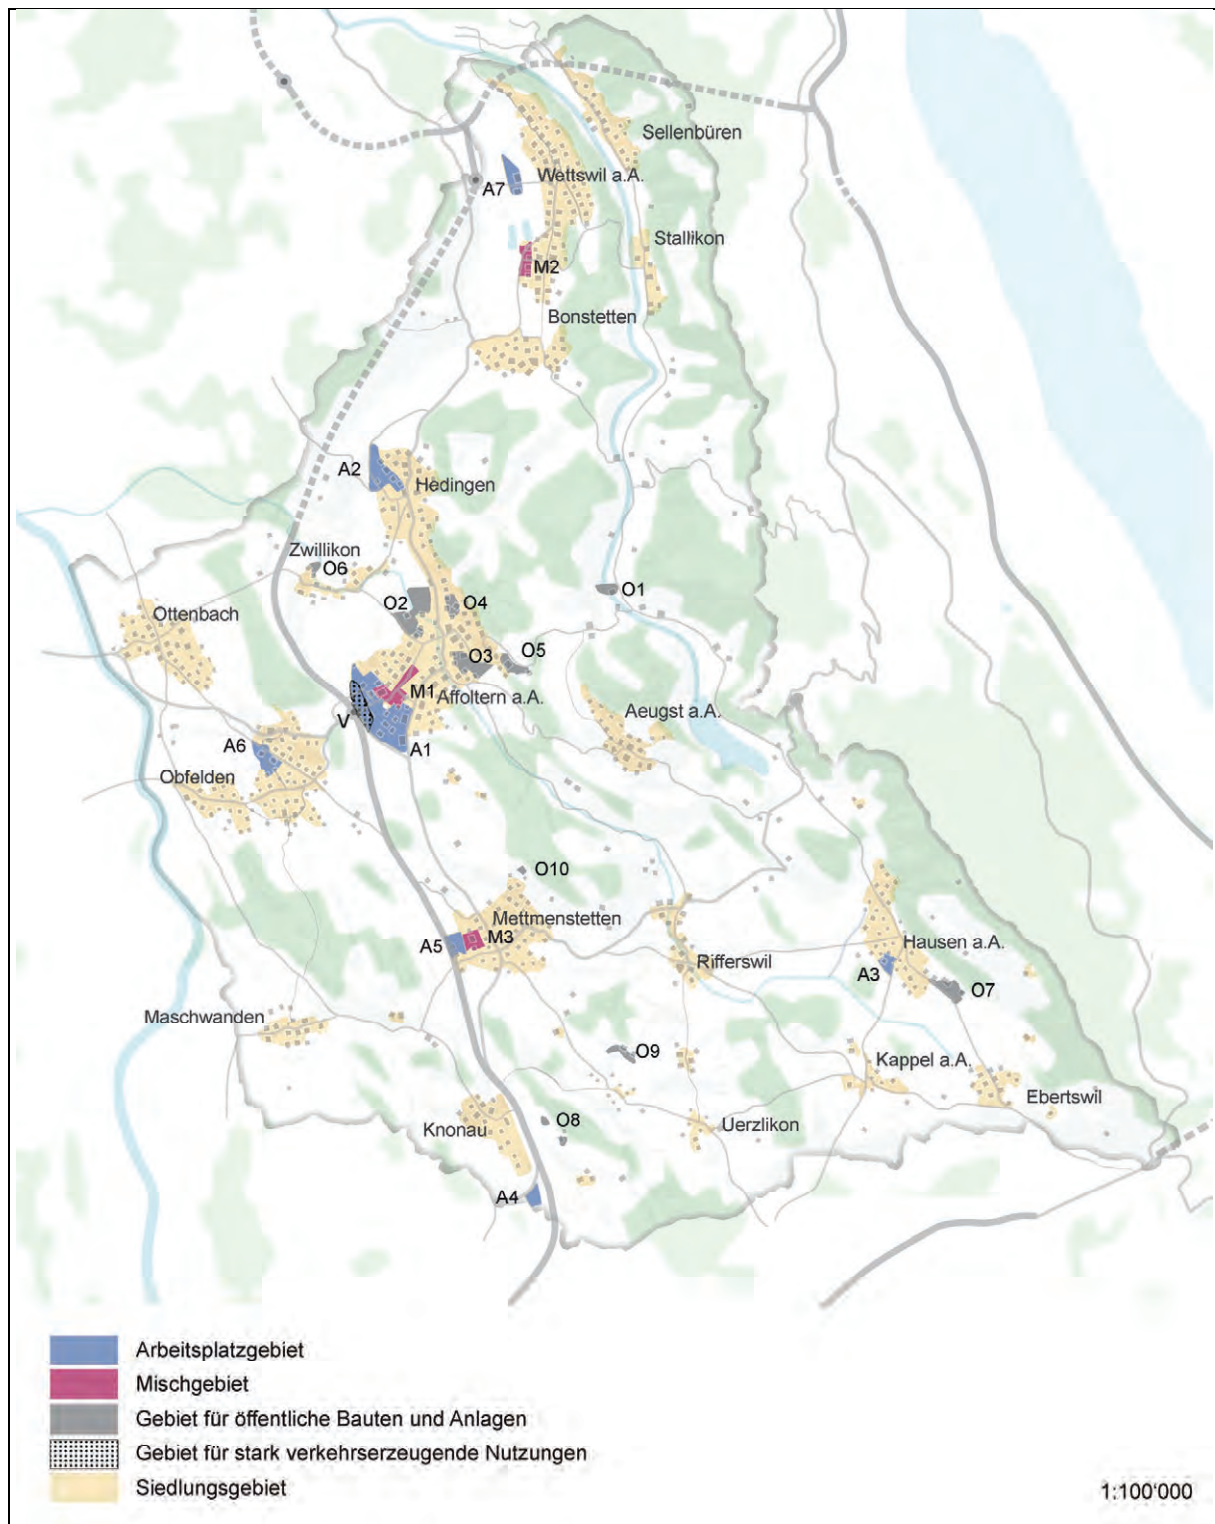 Sellenbüren
Wettswil a.A.
A7
Stallikon
M2
Bonstetten
A2
Hedingen
Zwillikon
O6
O1
O2
O4
Ottenbach
O3
O5
M1
Affoltern a.A.
Aeugst a.A.
V
A6
A1
Obfelden
O10
Mettmenstetten
M3
A5
Hausen a.A.
Rifferswil
A3
O7
Maschwanden
O9
Kappel a.A.
Ebertswil
O8
Knonau
Uerzlikon
A4
Arbeitsplatzgebiet
Mischgebiet
Gebiet für öffentliche Bauten und Anlagen
Gebiet für stark verkehrserzeugende Nutzungen
Siedlungsgebiet
1:100'000